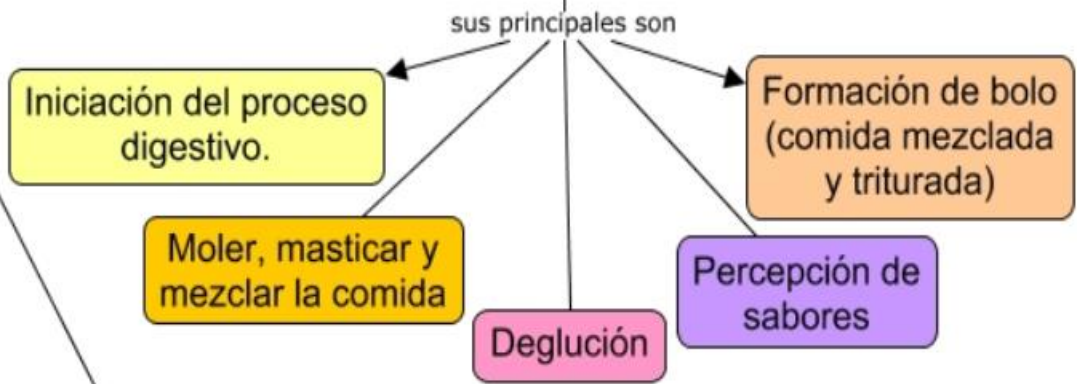 sus principales son
Iniciación del proceso
digestivo.
Moler, masticar y
mezclar la comida
Deglución
Percepción de
sabores
Formación de bolo
(comida mezclada
y triturada)